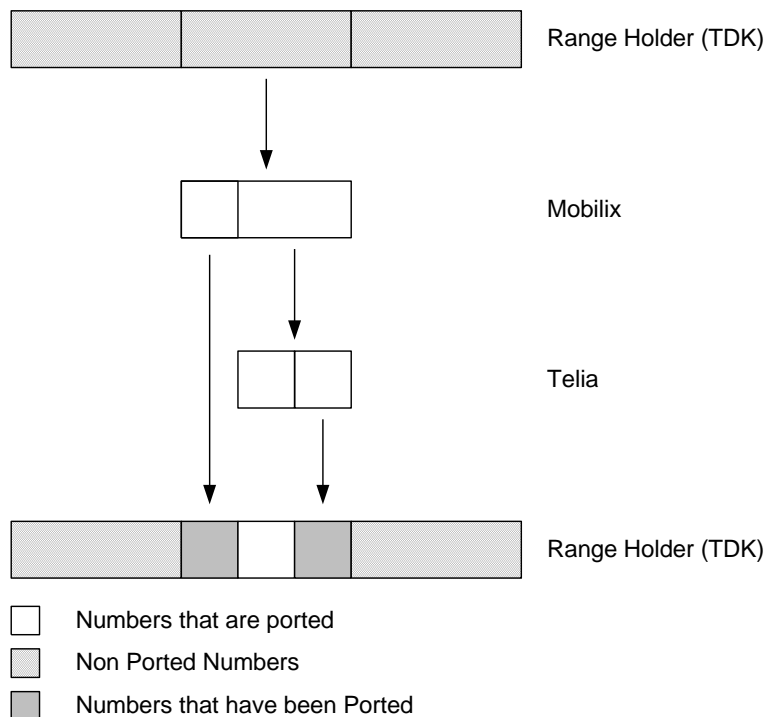 Range Holder (TDK)
Mobilix
Telia
Range Holder (TDK)
Numbers that are ported
Non Ported Numbers
Numbers that have been Ported